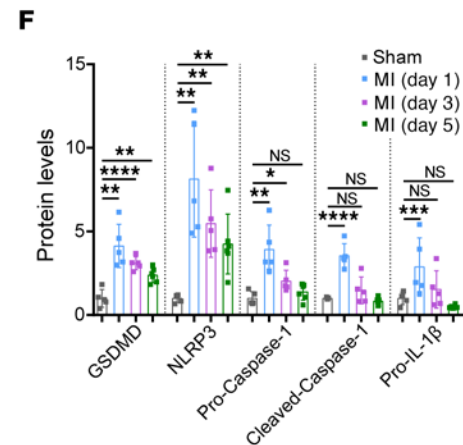 F
Sham
MI (day 1)
MI (day 3)
MI (day 5)
Protein levels
15
10
5
0
**
****
**
**
**
**
NS
*
**
NS
NS
****
NS
NS
***
GSDMD
NLRP3
Pro-Caspase-1
Cleaved-Caspase-1
Pro-IL-1β